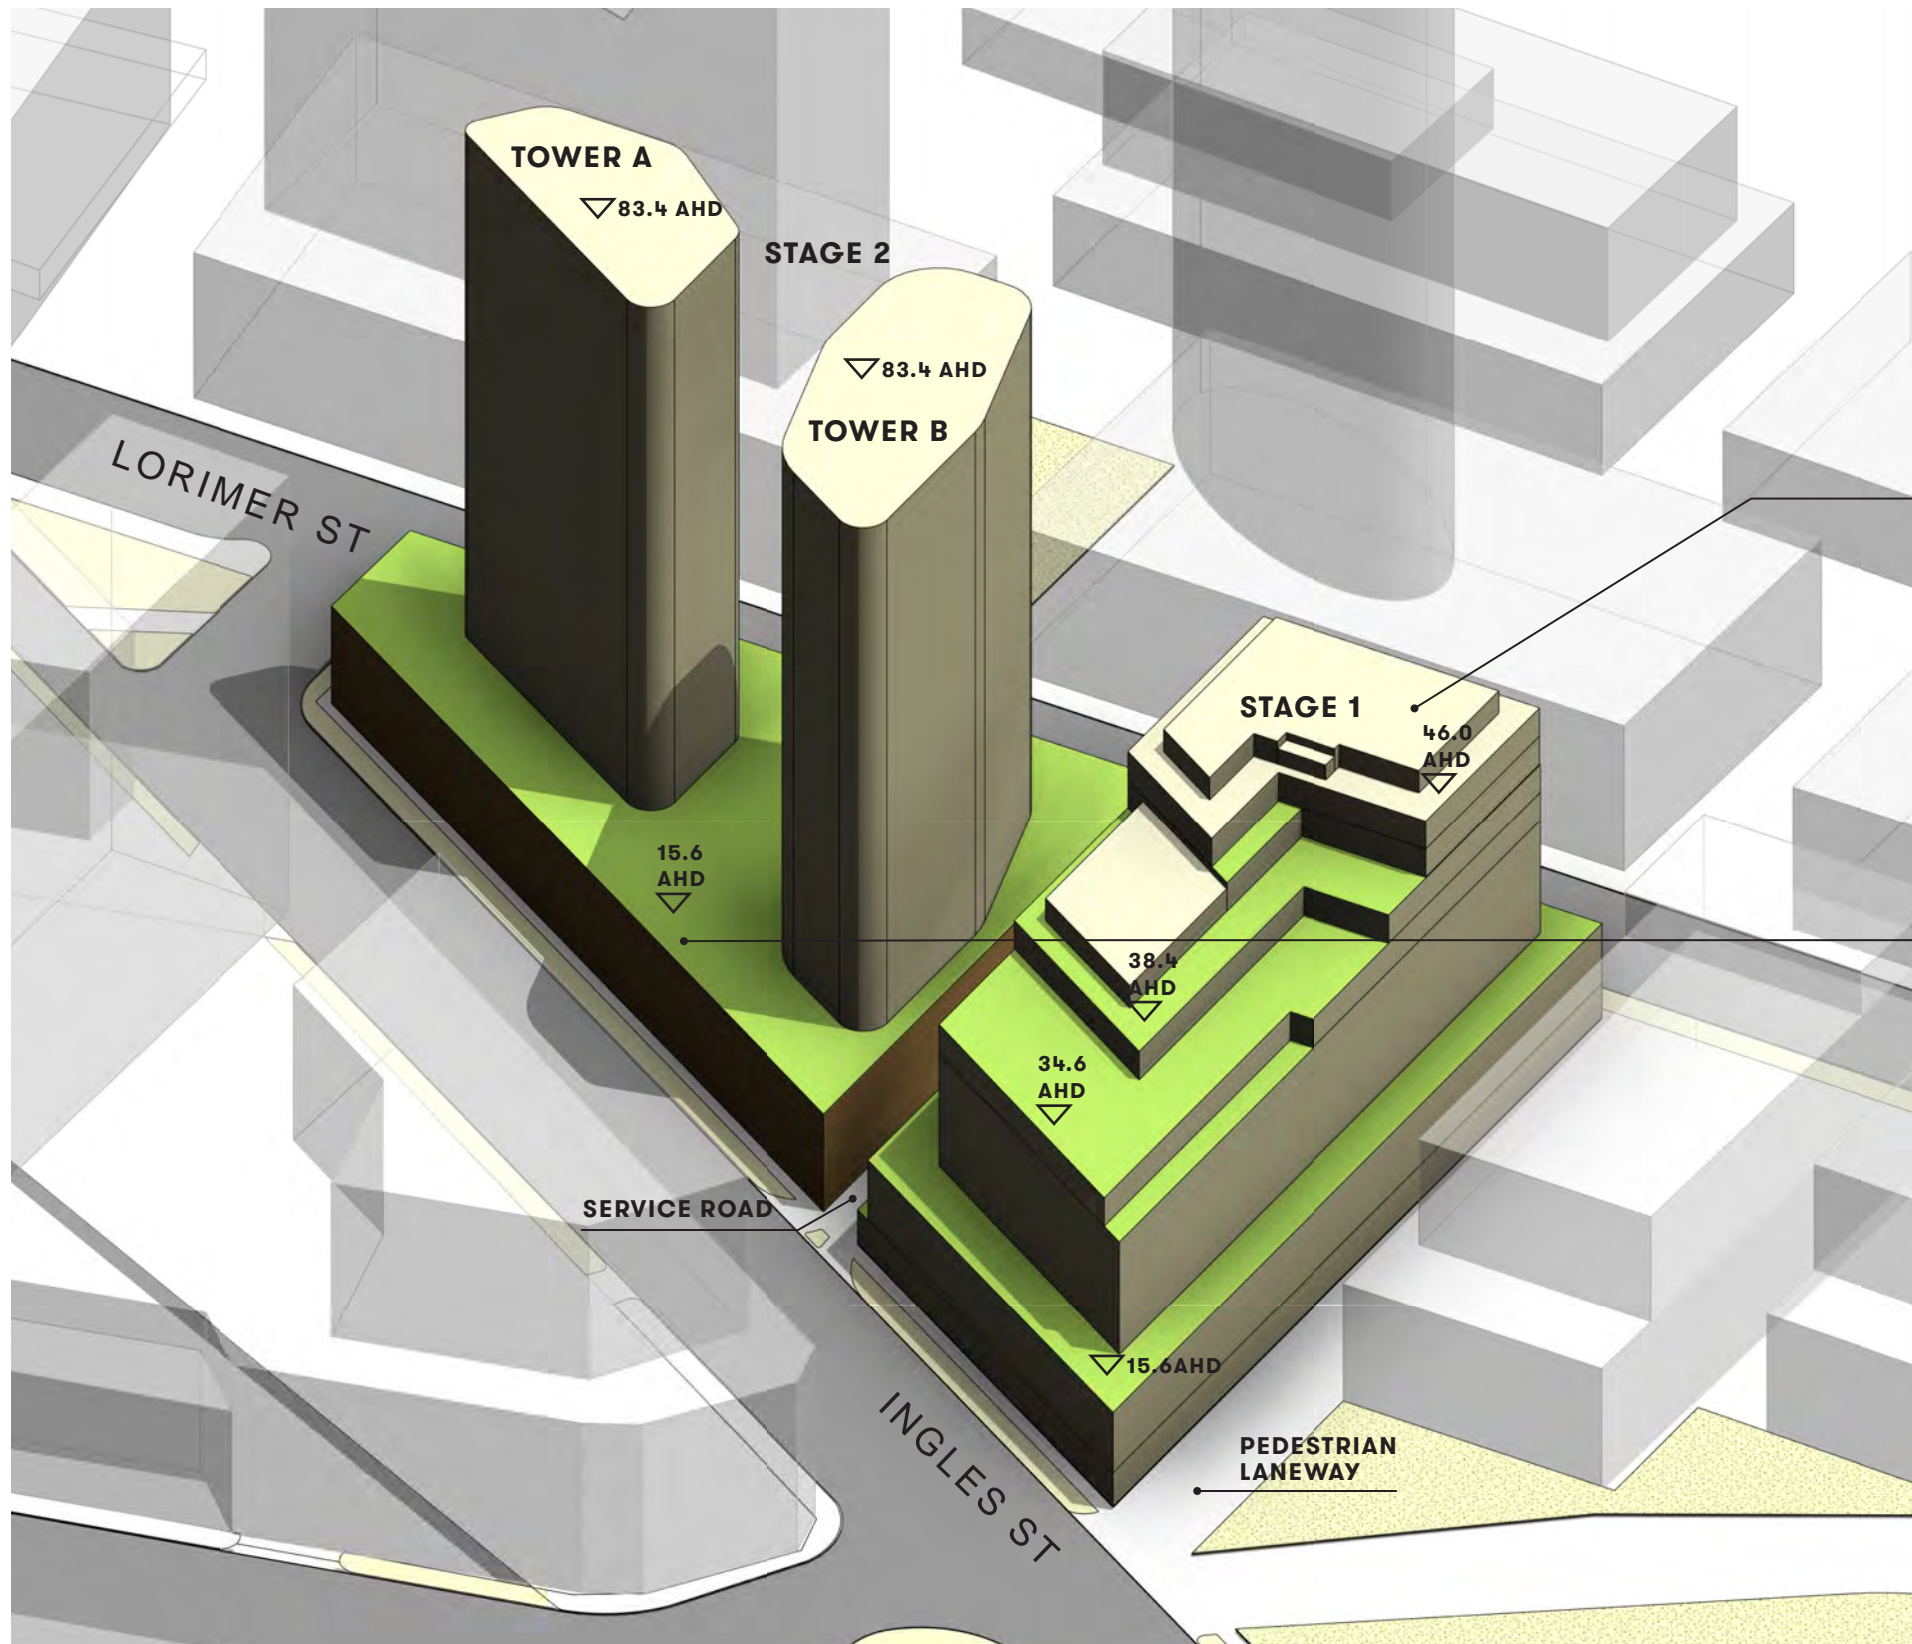 TOWER A
83.4 AHD
STAGE 2
83.4 AHD
TOWER B
LORIMER ST
STAGE 1
46.0
AHD
15.6
AHD
38.4
AHD
34.6
AHD
SERVICE ROAD
15.6AHD
INGLES ST
PEDESTRIAN
LANEWAY